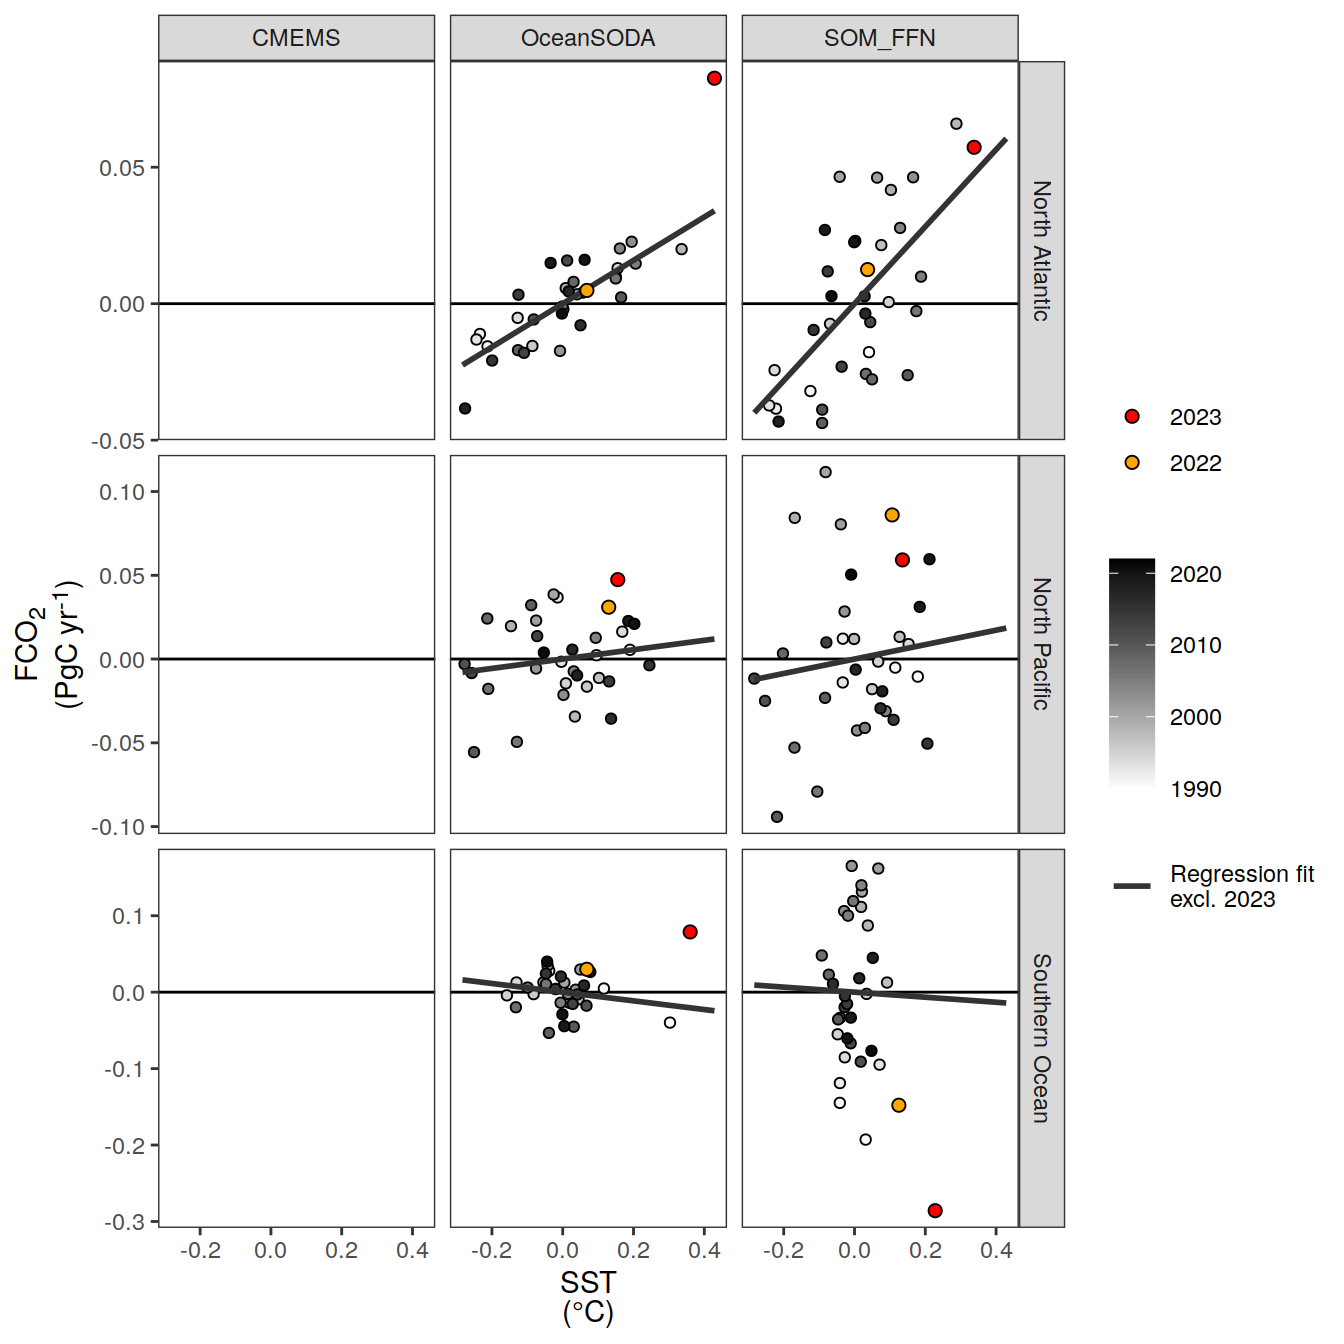 CMEMS
OceanSODA
SOM_FFN
0.05
0.00
-0.05
North Atlantic
0.10
0.05
0.00
-0.05
-0.10
North Pacific
0.1
0.0
-0.1
-0.2
-0.3
Southern Ocean
FCO₂
(PgC yr⁻¹)
-0.2 0.0 0.2 0.4
-0.2 0.0 0.2 0.4
-0.2 0.0 0.2 0.4
SST
(°C)
2023
2022
2020
2010
2000
1990
Regression fit
excl. 2023